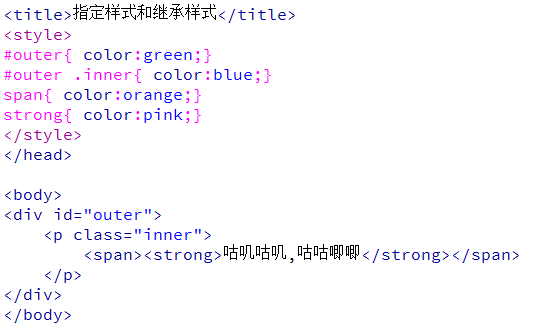 <title>指定样式和继承样式</title>
<style>
#outer{ color:green;}
#outer .inner{ color:blue;}
span{ color:orange;}
strong{ color:pink;}
</style>
</head>
<body>
<div id="outer">
<p class="inner">
<span><strong>咕叽咕叽,咕咕唧唧</strong></span>
</p>
</div>
</body>